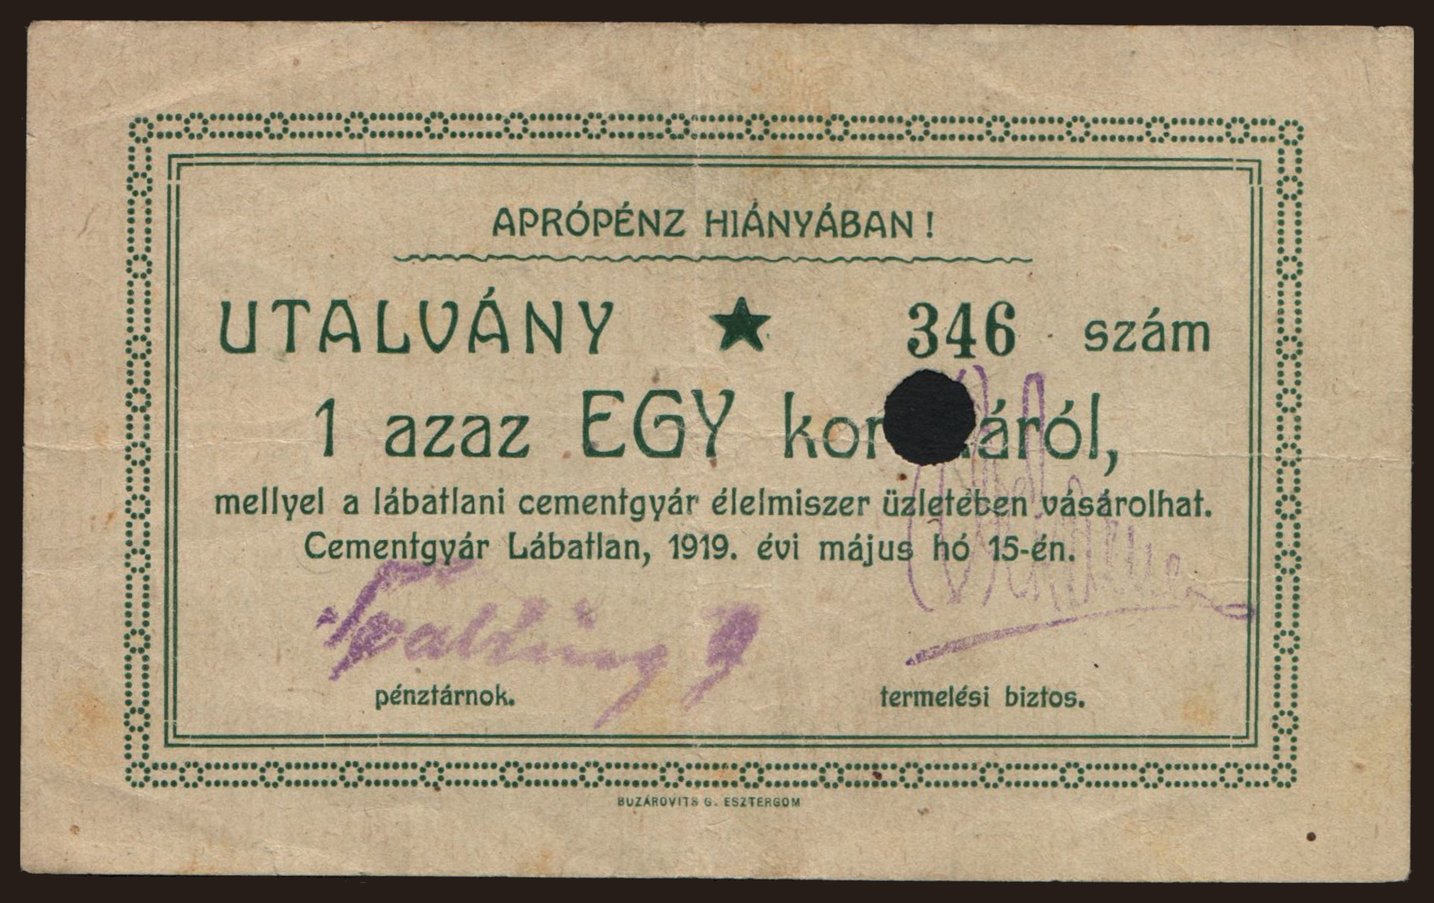 APRÓPÉNZ HIÁNYÁBAN!
UTALVÁNY ★ 346 szám
1 azaz EGY kor áról,
mellyel a lábatlani cementgyár élelmiszer üzletében vásárolhat.
Cementgyár Lábatlan, 1919. évi május hó 15-én.
pénztárnok. termelési biztos.
BUZÁROVITS G. ESZTERGOM